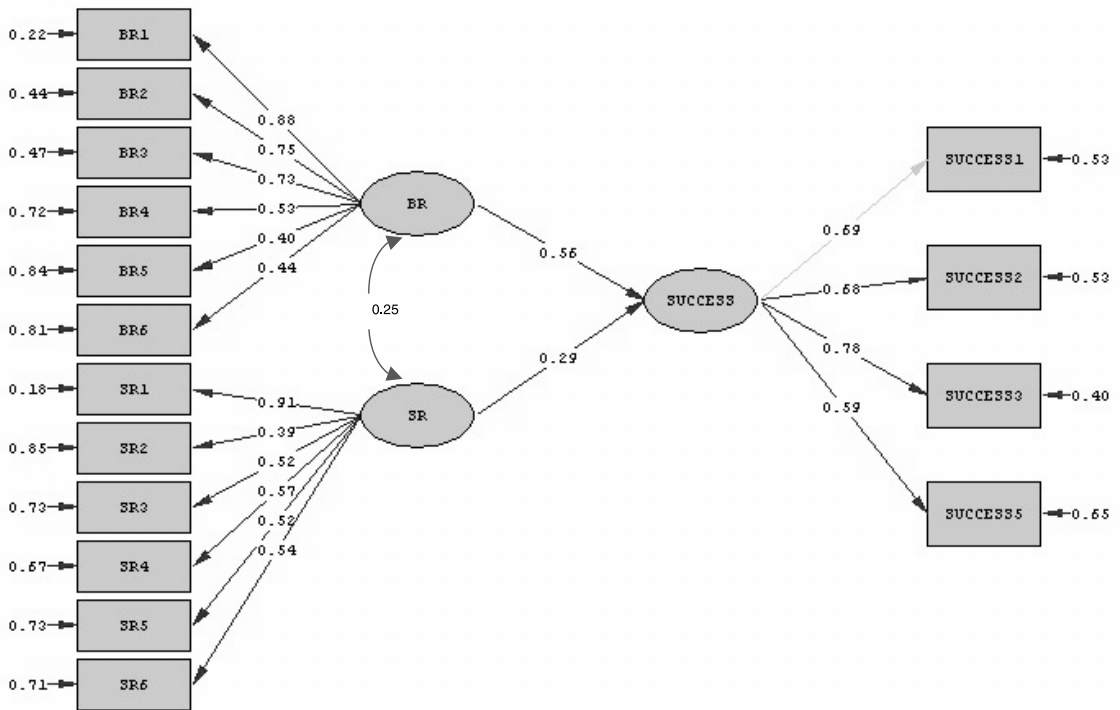 0.22 BR1
0.44 BR2
0.47 BR3
0.72 BR4
0.84 BR5
0.81 BR6
0.18 SR1
0.85 SR2
0.73 SR3
0.67 SR4
0.73 SR5
0.71 SR6
0.88
0.75
0.73
0.53
0.40
0.44
0.91
0.39
0.52
0.57
0.52
0.54
BR
0.25
SR
0.56
0.29
SUCCESS
0.69
0.68
0.78
0.59
SUCCESS1 0.53
SUCCESS2 0.53
SUCCESS3 0.40
SUCCESS5 0.65